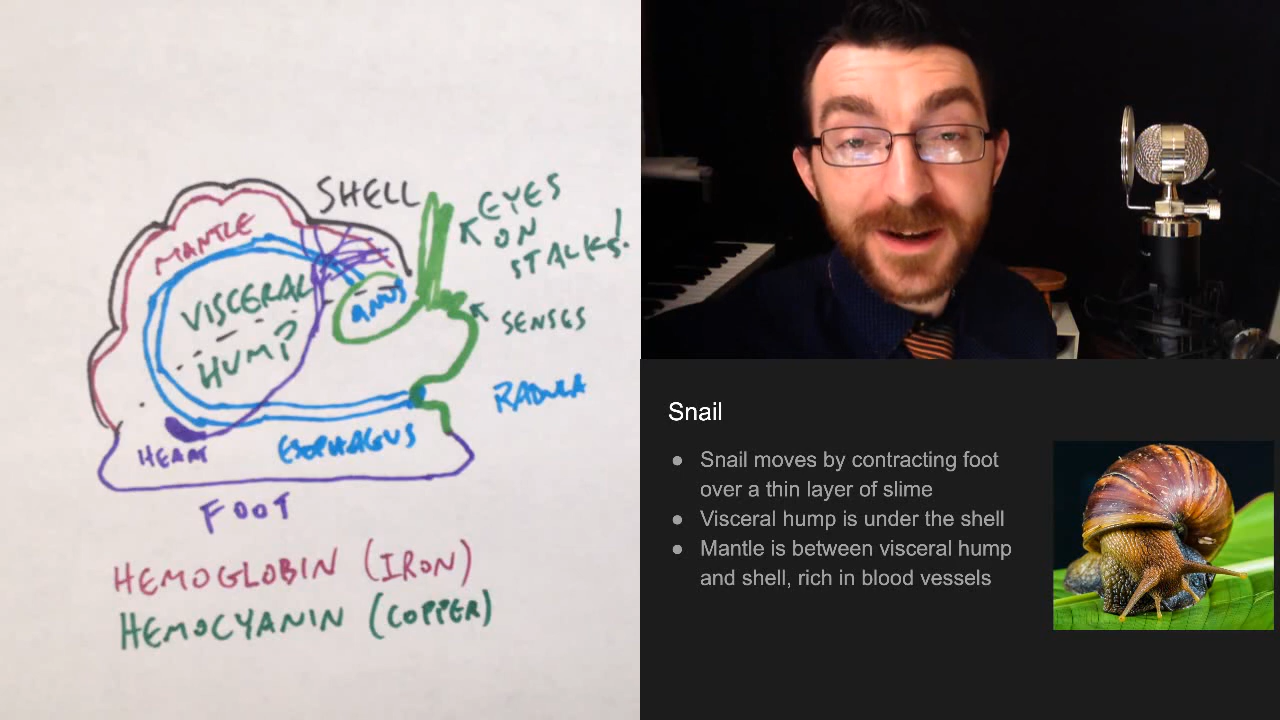 SHELL
EYES
ON
STALKS!
MANTLE
VISCERAL
HUMP
ANUS
SENSES
RADULA
HEART
ESOPHAGUS
FOOT
HEMOGLOBIN (IRON)
HEMOCYANIN (COPPER)
Snail
● Snail moves by contracting foot
over a thin layer of slime
● Visceral hump is under the shell
● Mantle is between visceral hump
and shell, rich in blood vessels